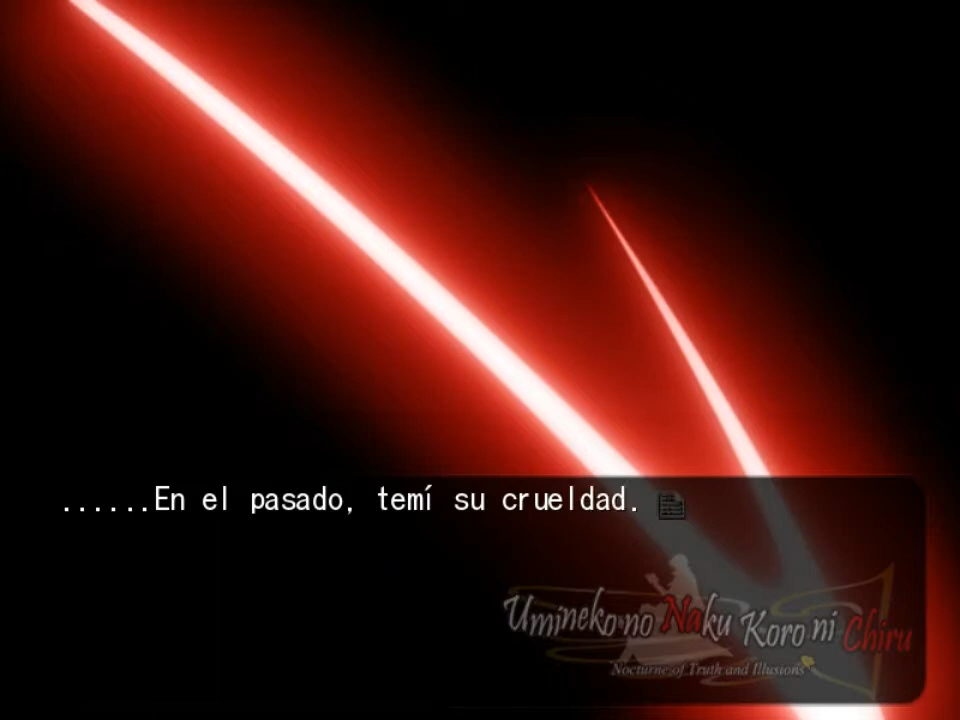 ......En el pasado, temí su crueldad.
Umineko no Naku Koro ni Chiru
Nocturne of Truth and Illusions